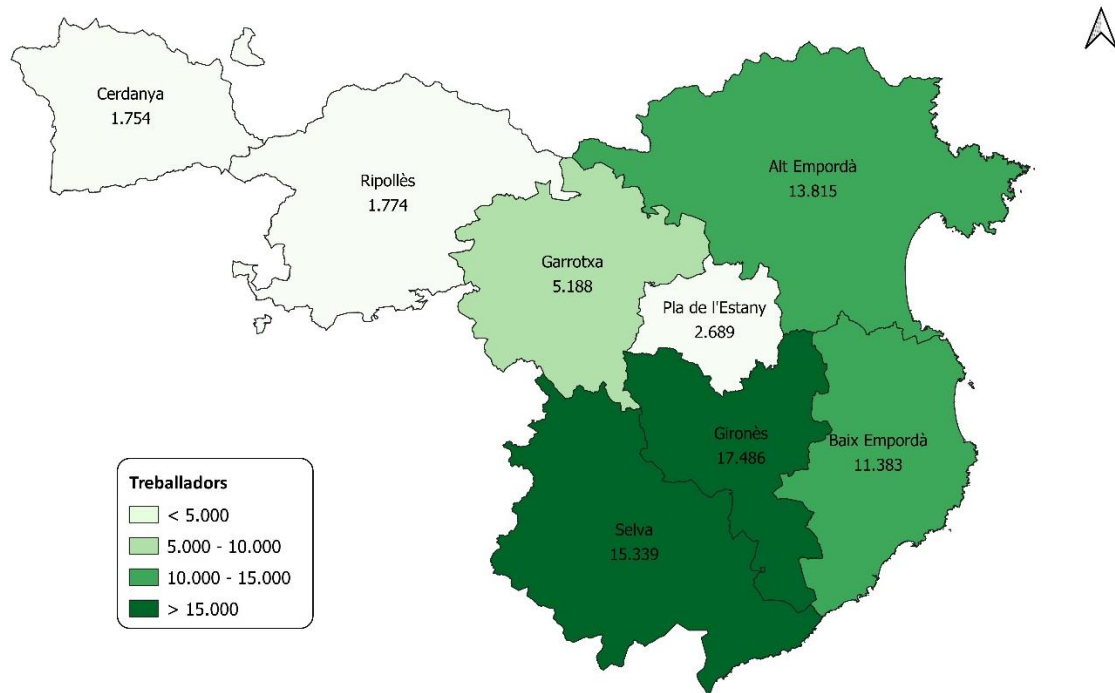 Cerdanya
1.754
Ripollès
1.774
Alt Empordà
13.815
Garrotxa
5.188
Pla de l'Estany
2.689
Gironès
17.486
Baix Empordà
11.383
Selva
15.339
Treballadors
< 5.000
5.000 - 10.000
10.000 - 15.000
> 15.000